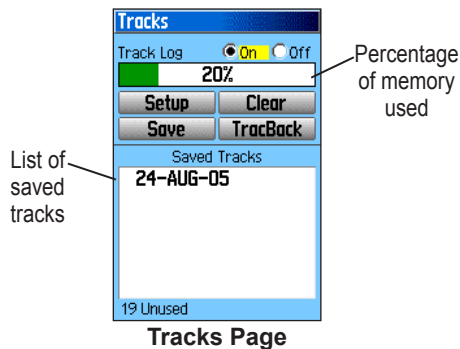 Tracks
Track Log On Off
20%
Percentage
of memory
used
Setup Clear
Save TracBack
List of
saved
tracks
Saved Tracks
24-AUG-05
19 Unused
Tracks Page